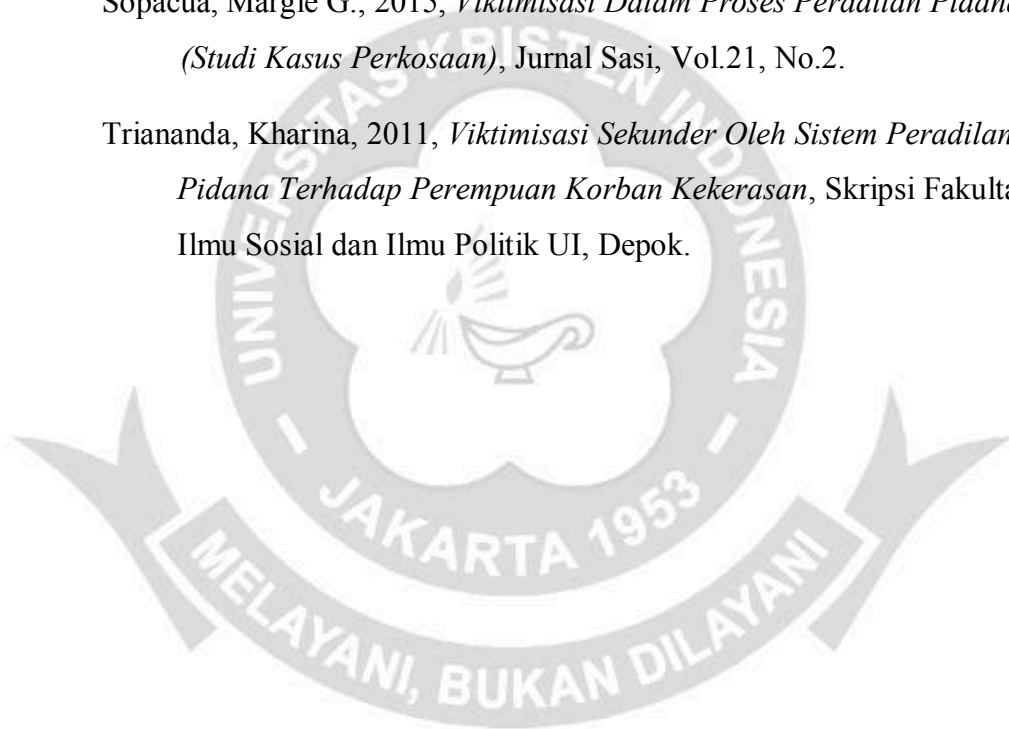 Sopacua, Margie G., 2015, Viktimisasi Dalam Proses Peradilan Pidana
(Studi Kasus Perkosaan), Jurnal Sasi, Vol.21, No.2.
Triananda, Kharina, 2011, Viktimisasi Sekunder Oleh Sistem Peradilan
Pidana Terhadap Perempuan Korban Kekerasan, Skripsi Fakulta
Ilmu Sosial dan Ilmu Politik UI, Depok.
UNIVERSITAS KRISTEN INDONESIA
- JAKARTA 1953 -
MELAYANI, BUKAN DILAYANI